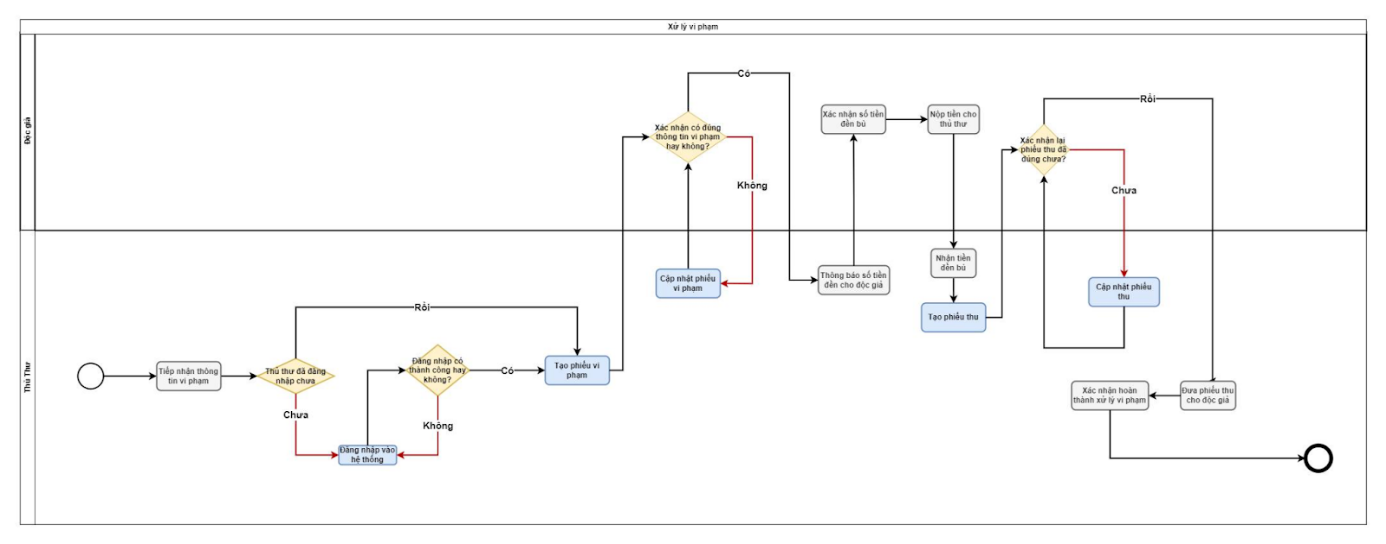 Xử lý vi phạm
Độc giả
Có
Xác nhận có đúng
thông tin vi phạm
hay không?
Không
Xác nhận số tiền
đền bù
Nộp tiền cho
thủ thư
Rồi
Xác nhận lại
phiếu thu đã
đúng chưa?
Chưa
Thủ Thư
Tiếp nhận thông
tin vi phạm
Thủ thư đã đăng
nhập chưa
Rồi
Chưa
Đăng nhập vào
hệ thống
Đăng nhập có
thành công hay
không?
Có
Không
Tạo phiếu vi
phạm
Cập nhật phiếu
vi phạm
Thông báo số tiền
đền cho độc giả
Nhận tiền
đền bù
Tạo phiếu thu
Cập nhật phiếu
thu
Đưa phiếu thu
cho độc giả
Xác nhận hoàn
thành xử lý vi phạm